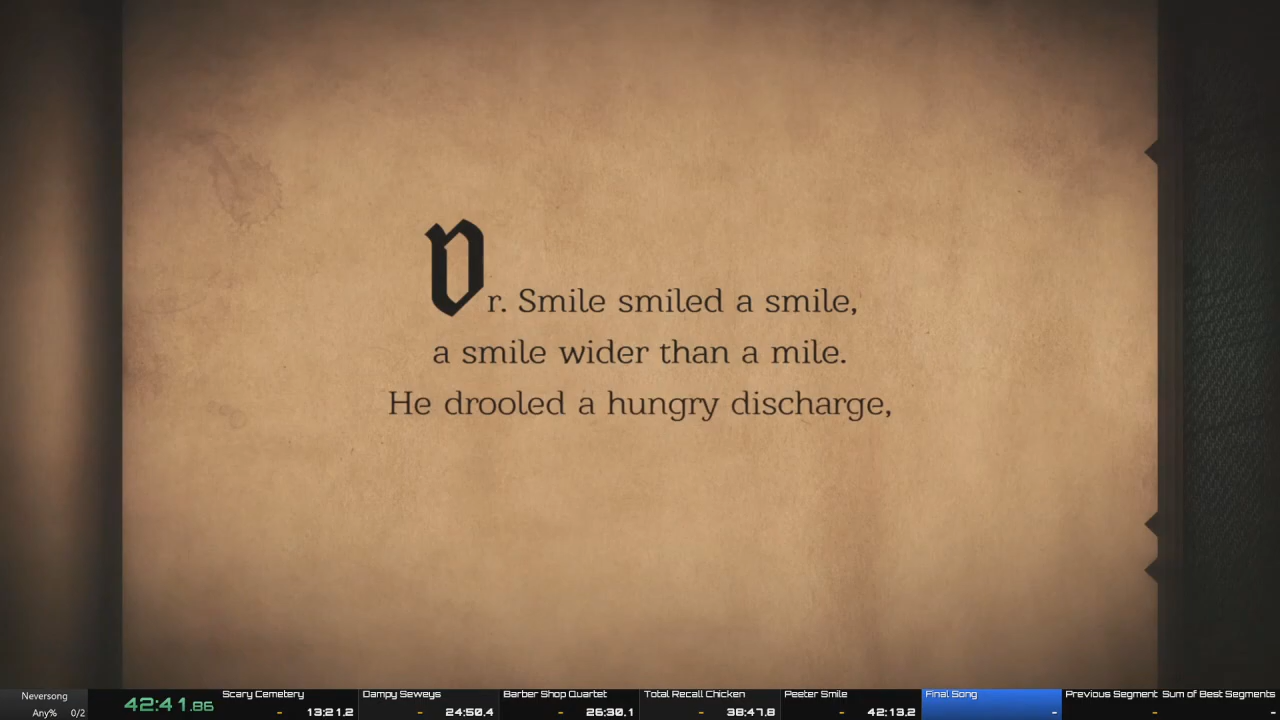 Dr. Smile smiled a smile,
a smile wider than a mile.
He drooled a hungry discharge,
Neversong
Any% 0/2
42:41.86
Scary Cemetery
- 13:21.2
Dampy Seweys
- 24:50.4
Barber Shop Quartet
- 26:30.1
Total Recall Chicken
- 38:47.8
Peeter Smile
- 42:13.2
Final Song
-
Previous Segment
-
Sum of Best Segments
-